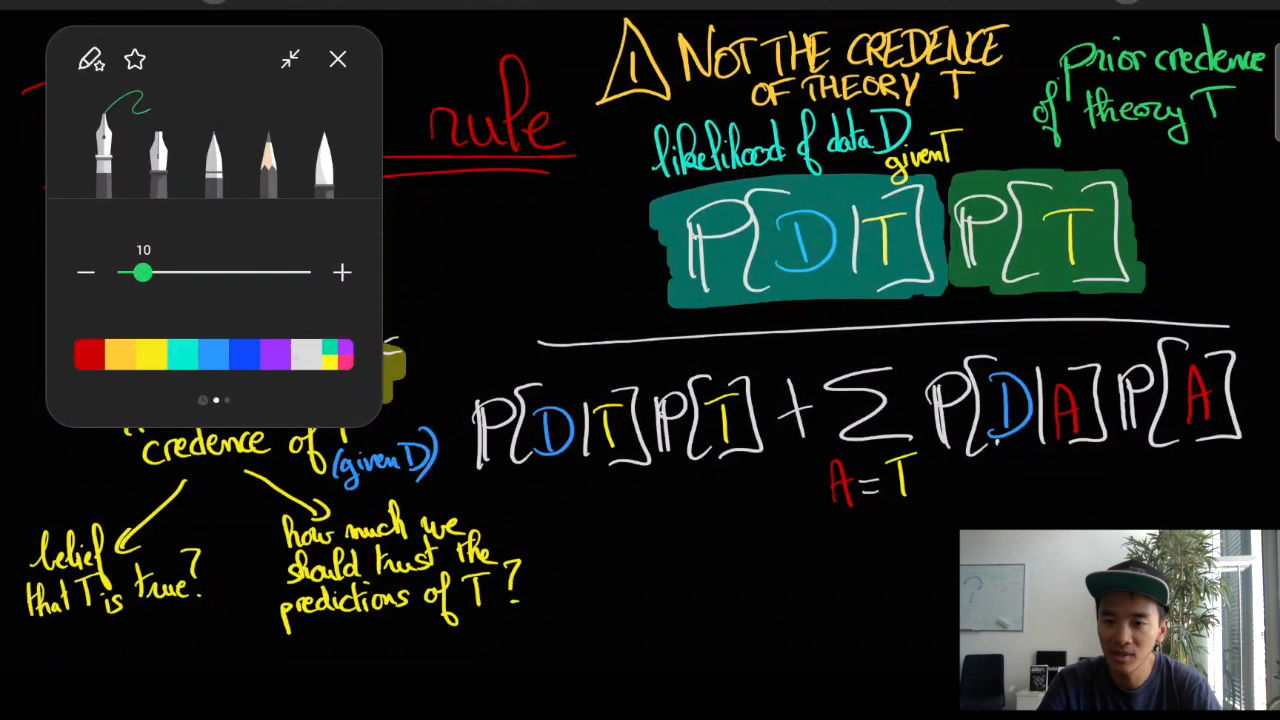 NOT THE CREDENCE
OF THEORY T
prior credence
of theory T
rule
likelihood of data D
given T
P[D|T] P[T]
10
P[D|T]P[T] + ∑ P[D|A]P[A]
A=T
credence of
(given D)
belief
that T is true?
how much we
should trust the
predictions of T?